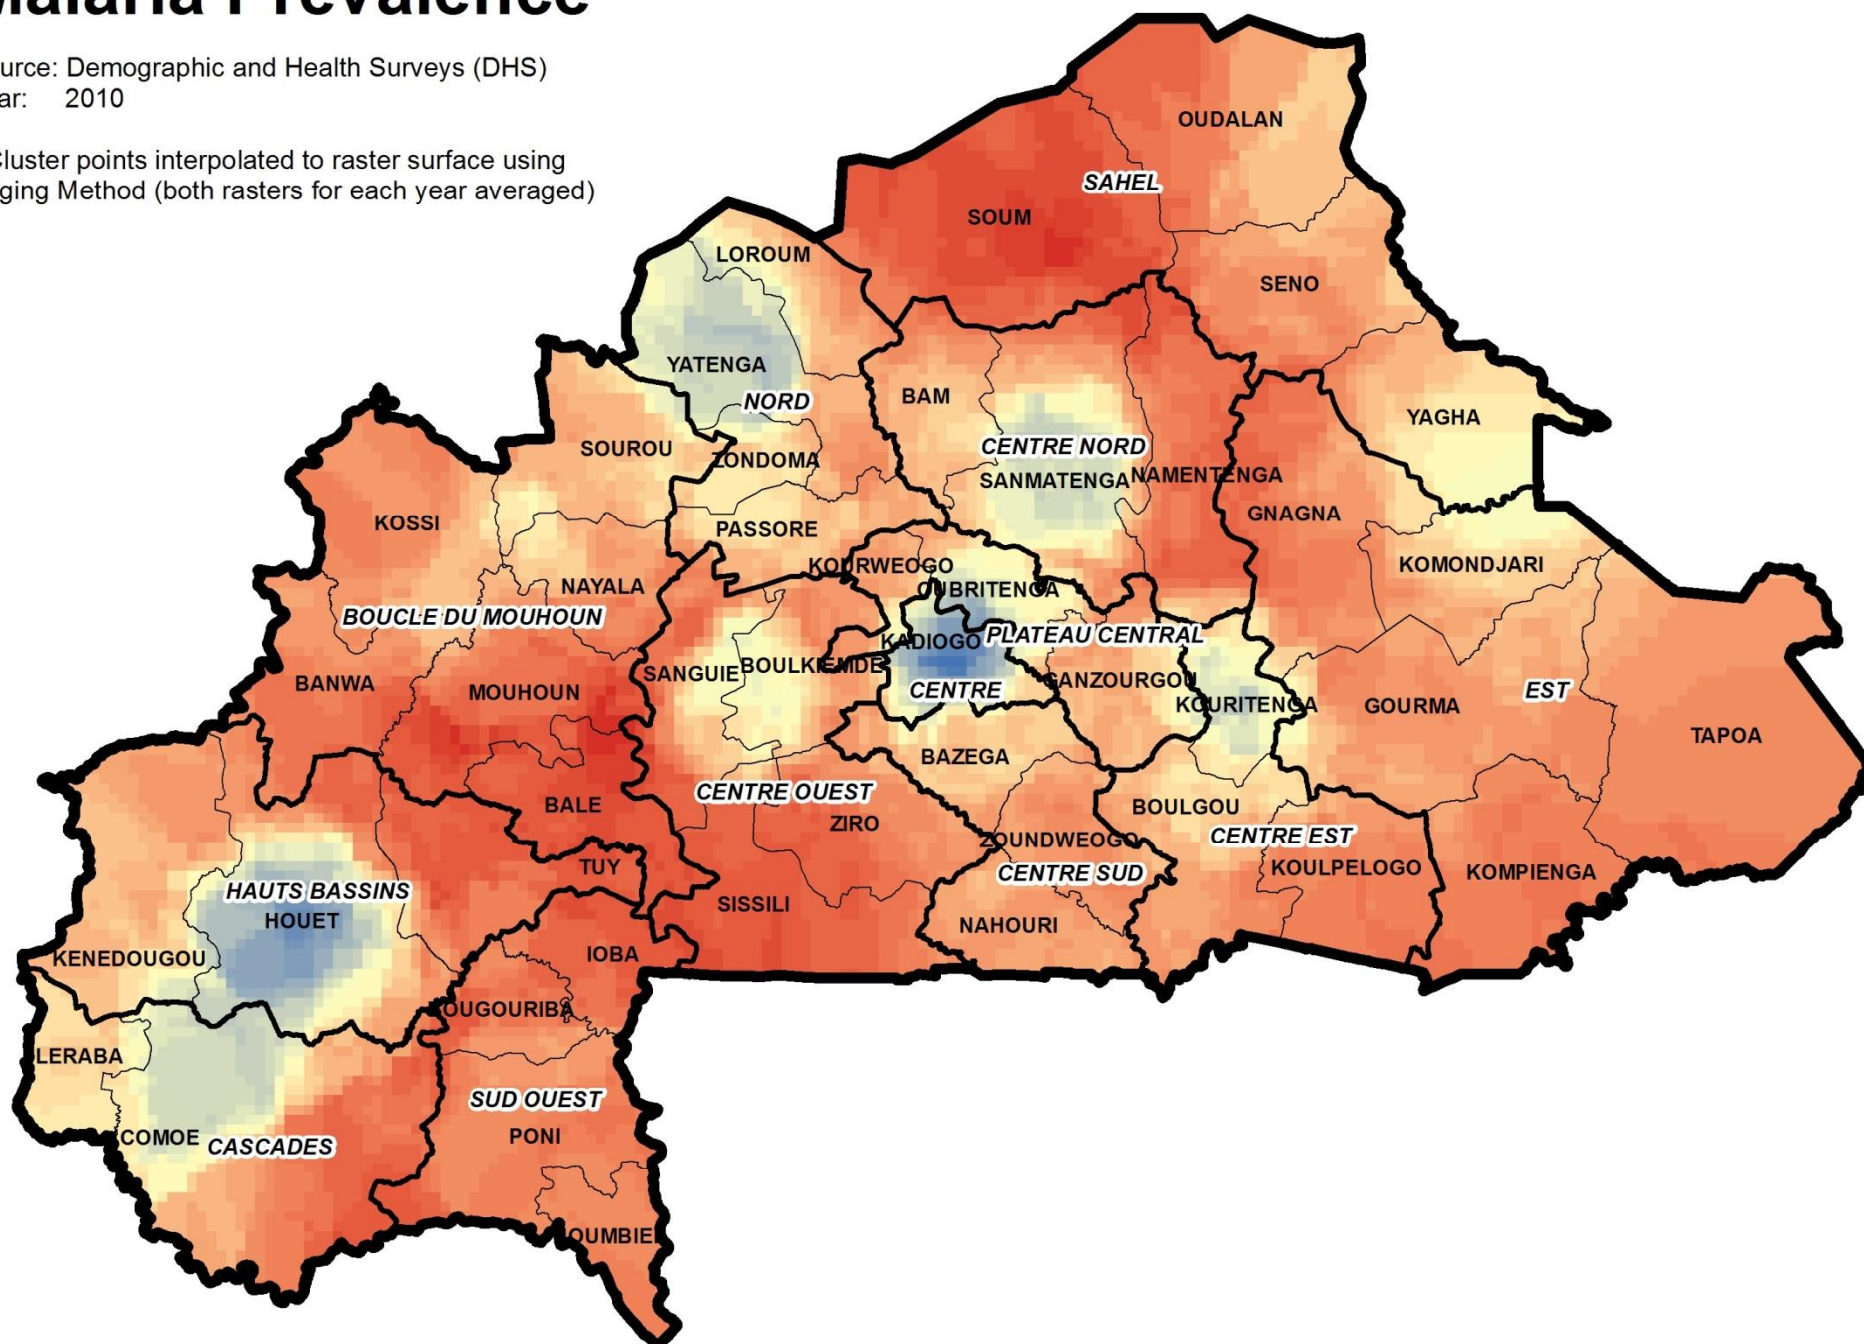 Malaria Prevalence
urce: Demographic and Health Surveys (DHS)
ar: 2010
Cluster points interpolated to raster surface using
ging Method (both rasters for each year averaged)
OUDALAN
SAHEL
SOUM
LOROUM
SENO
YATENGA
NORD
BAM
YAGHA
SOUROU
ZONDOMA
CENTRE NORD
SANMATENGA
NAMENTENGA
GNAGNA
KOSSI
PASSORE
KOURWEOGO
KOMONDJARI
NAYALA
OUBRITENGA
BOUCLE DU MOUHOUN
KADIOGO
PLATEAU CENTRAL
SANGUIE
BOULKIEMDE
BANWA
MOUHOUN
CENTRE
GANZOURGOU
KOURITENGA
GOURMA
EST
TAPOA
BAZEGA
CENTRE OUEST
BALE
ZIRO
BOULGOU
CENTRE EST
ZOUNDWEOGO
TUY
CENTRE SUD
KOULPELOGO
KOMPIENGA
HAUTS BASSINS
HOUET
SISSILI
NAHOURI
KENEDOUGOU
IOBA
OUGOURIBA
LERABA
SUD OUEST
PONI
COMOE
CASCADES
OUMBIE